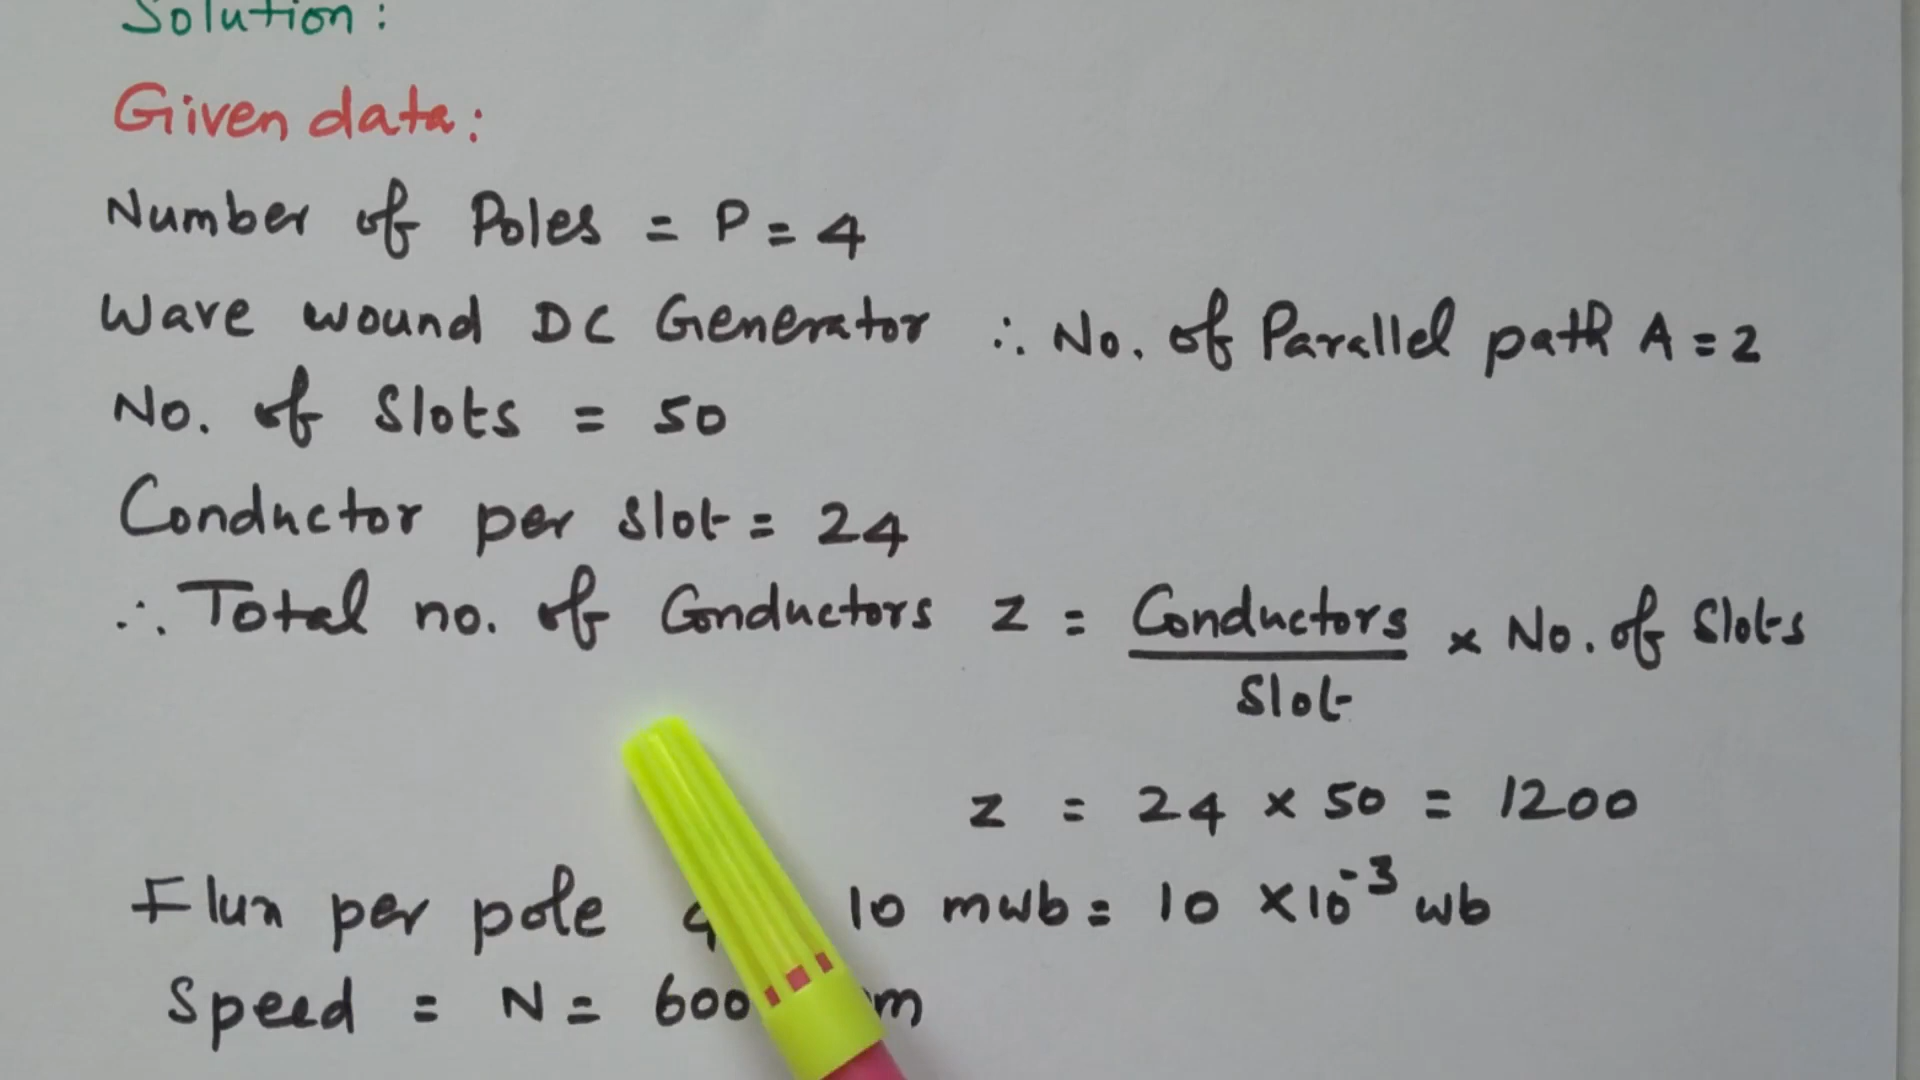 Solution:
Given data:
Number of Poles = P = 4
Wave wound DC Generator ∴ No. of Parallel path A = 2
No. of Slots = 50
Conductor per slot = 24
∴ Total no. of Conductors Z = Conductors / Slot × No. of Slots
Z = 24 × 50 = 1200
Flux per pole 10 mwb = 10 × 10⁻³ wb
Speed = N = 600